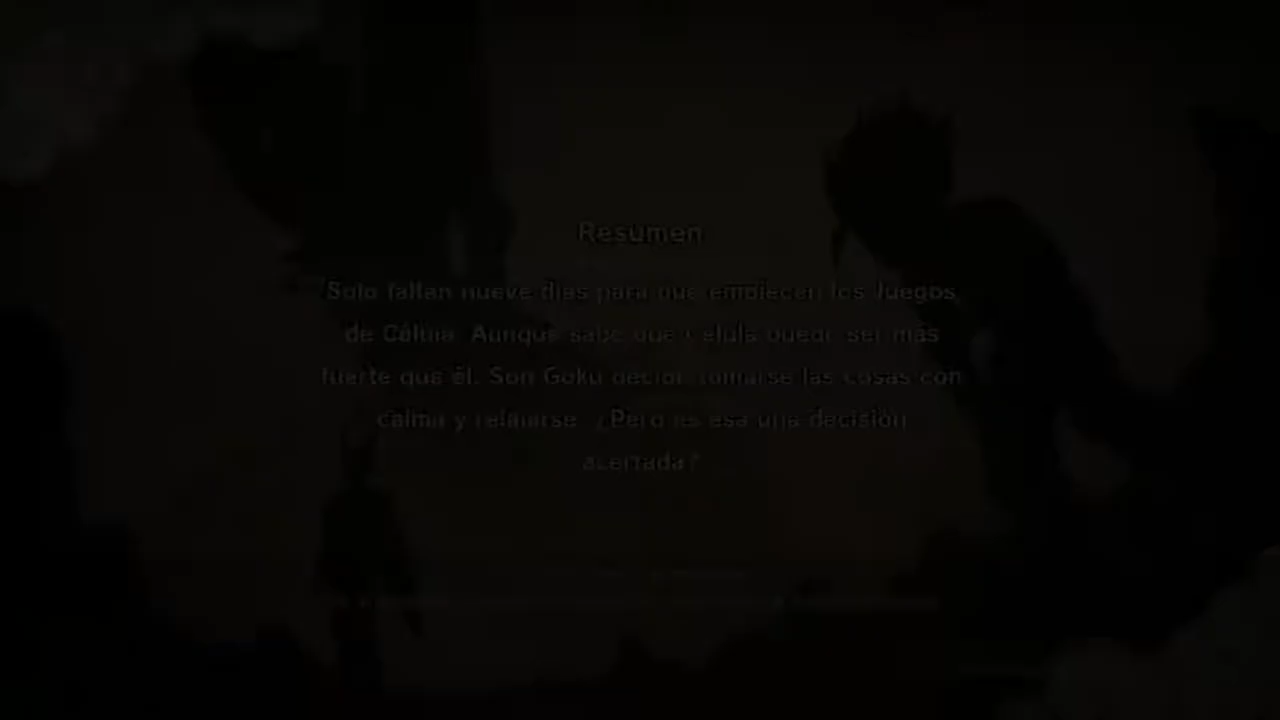 Resumen
Solo faltan nueve días para que empiecen los Juegos
de Célula. Aunque sabe que Célula puede ser más
fuerte que él, Son Goku decide tomarse las cosas con
calma y relajarse. ¿Pero es esa una decisión
acertada?